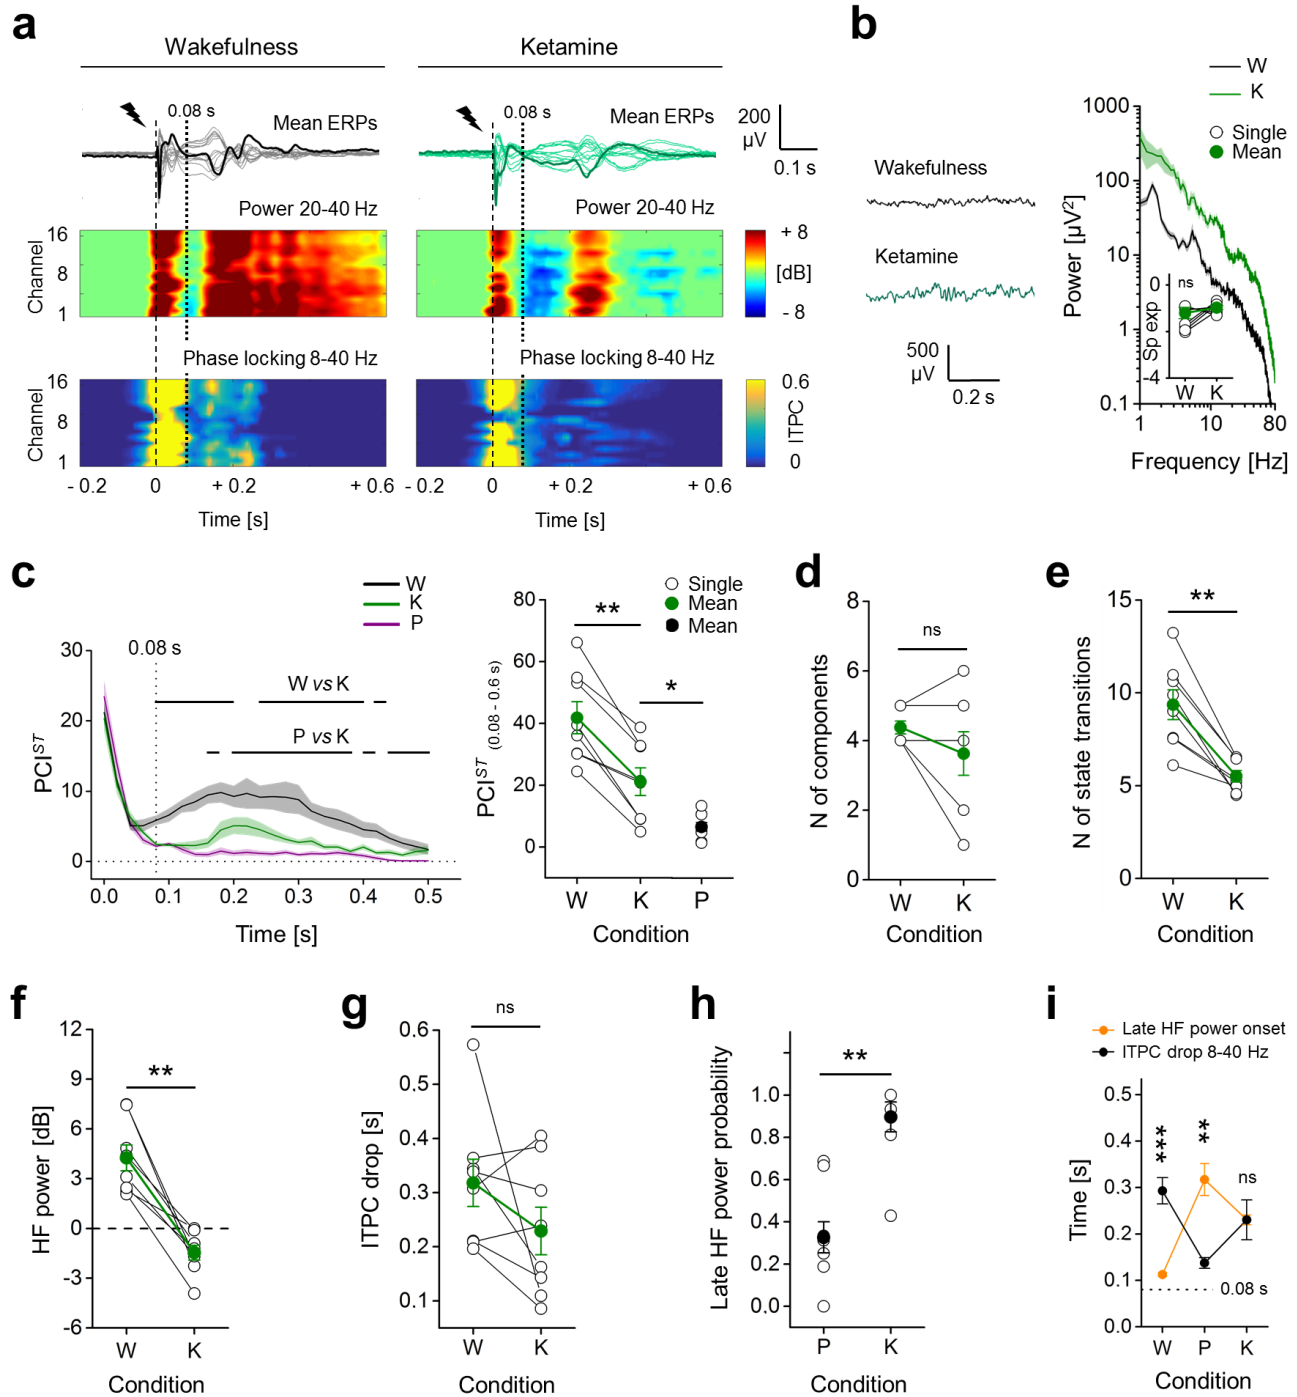 a
Wakefulness
Ketamine
0.08 s
Mean ERPs
0.08 s
Mean ERPs
200
µV
0.1 s
Power 20-40 Hz
Power 20-40 Hz
Channel
16
8
1
16
8
1
+ 8
[dB]
- 8
Phase locking 8-40 Hz
Phase locking 8-40 Hz
Channel
16
8
1
16
8
1
0.6
ITPC
0
- 0.2 0 + 0.2 + 0.6
- 0.2 0 + 0.2 + 0.6
Time [s]
Time [s]
b
Wakefulness
Ketamine
500
µV
0.2 s
W
K
Single
Mean
Power [µV²]
1000
100
10
1
0.1
1 10 80
Frequency [Hz]
0
ns
Sp exp
-4
W K
c
W
K
P
0.08 s
W vs K
P vs K
PCI^ST
30
20
10
0
0.0 0.1 0.2 0.3 0.4 0.5
Time [s]
Single
Mean
Mean
PCI^ST (0.08 - 0.6 s)
80
60
40
20
0
**
*
W K P
Condition
d
N of components
8
6
4
2
0
ns
W K
Condition
e
N of state transitions
15
10
5
0
**
W K
Condition
f
HF power [dB]
12
9
6
3
0
-3
-6
**
W K
Condition
g
ITPC drop [s]
0.6
0.5
0.4
0.3
0.2
0.1
ns
W K
Condition
h
Late HF power probability
1.0
0.8
0.6
0.4
0.2
0.0
**
P K
Condition
i
Late HF power onset
ITPC drop 8-40 Hz
Time [s]
0.5
0.4
0.3
0.2
0.1
0.0
***
**
ns
0.08 s
W P K
Condition